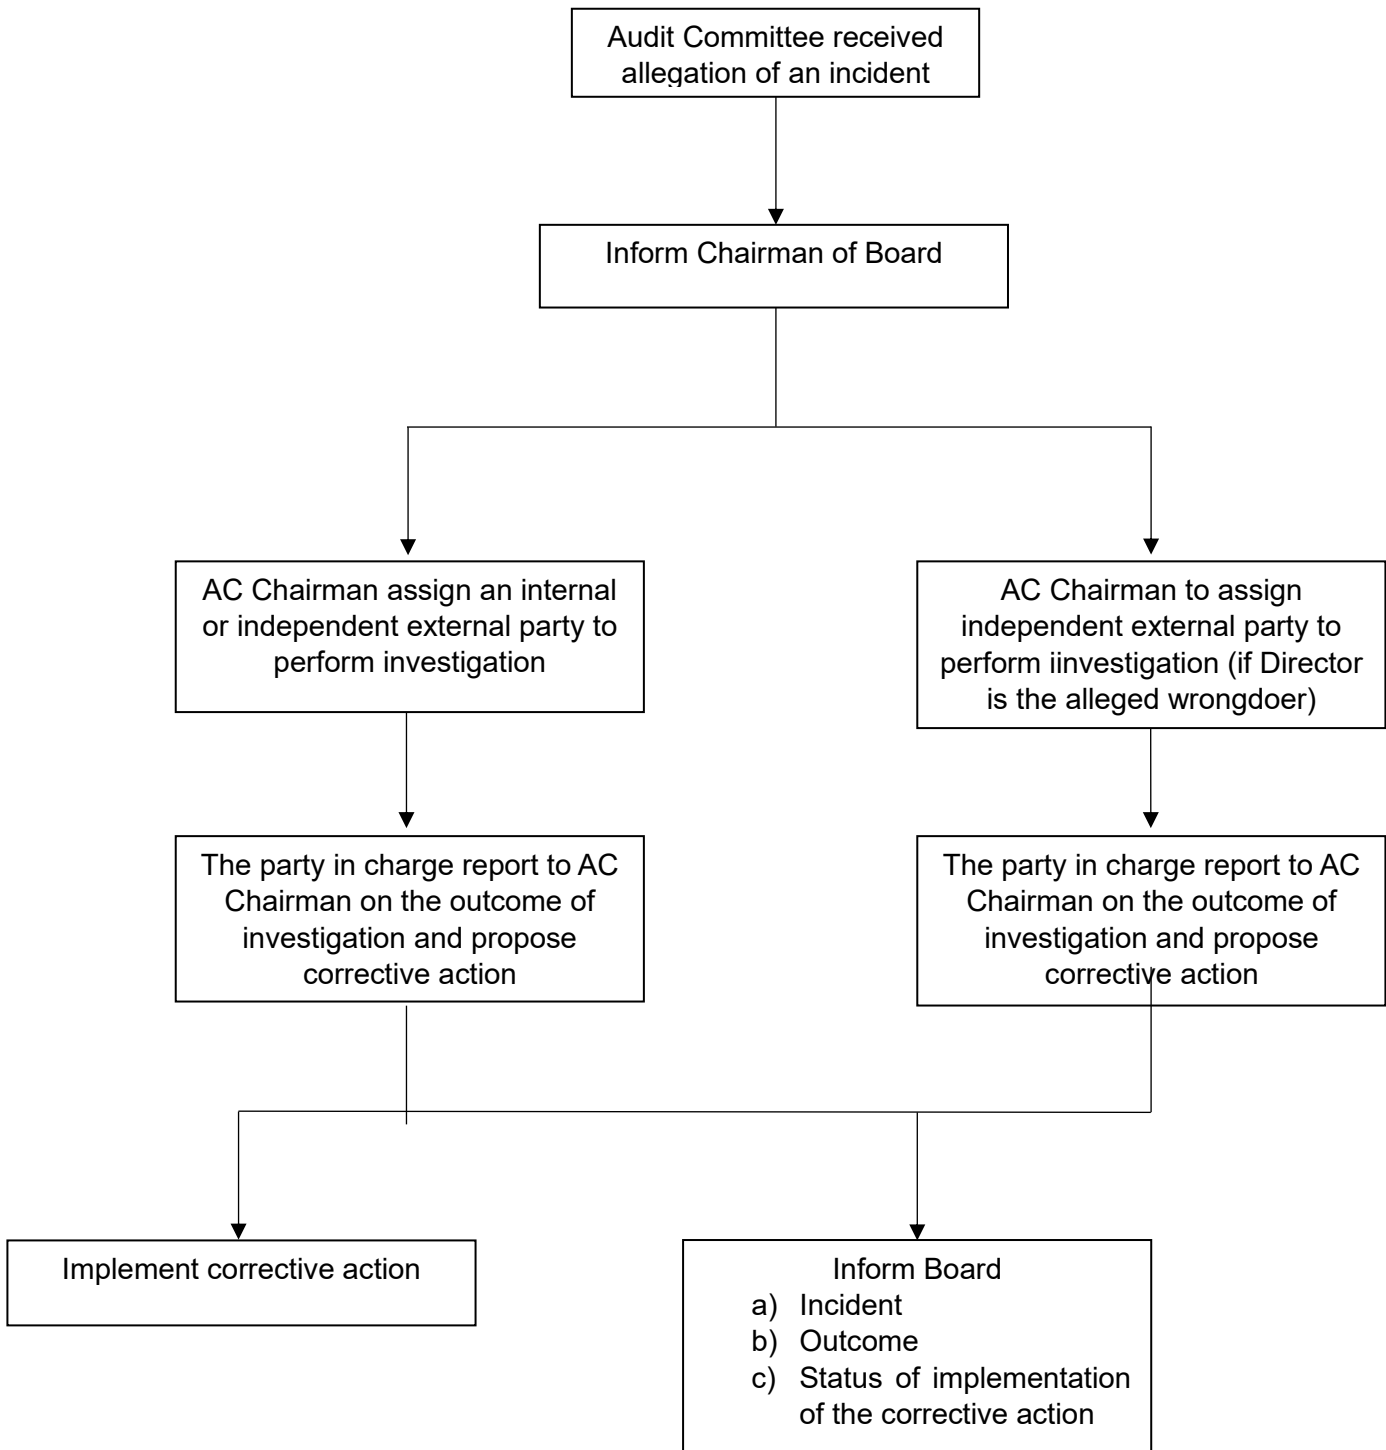 Audit Committee received
allegation of an incident
Inform Chairman of Board
AC Chairman assign an internal
or independent external party to
perform investigation
AC Chairman to assign
independent external party to
perform iinvestigation (if Director
is the alleged wrongdoer)
The party in charge report to AC
Chairman on the outcome of
investigation and propose
corrective action
The party in charge report to AC
Chairman on the outcome of
investigation and propose
corrective action
Implement corrective action
Inform Board
a) Incident
b) Outcome
c) Status of implementation
of the corrective action